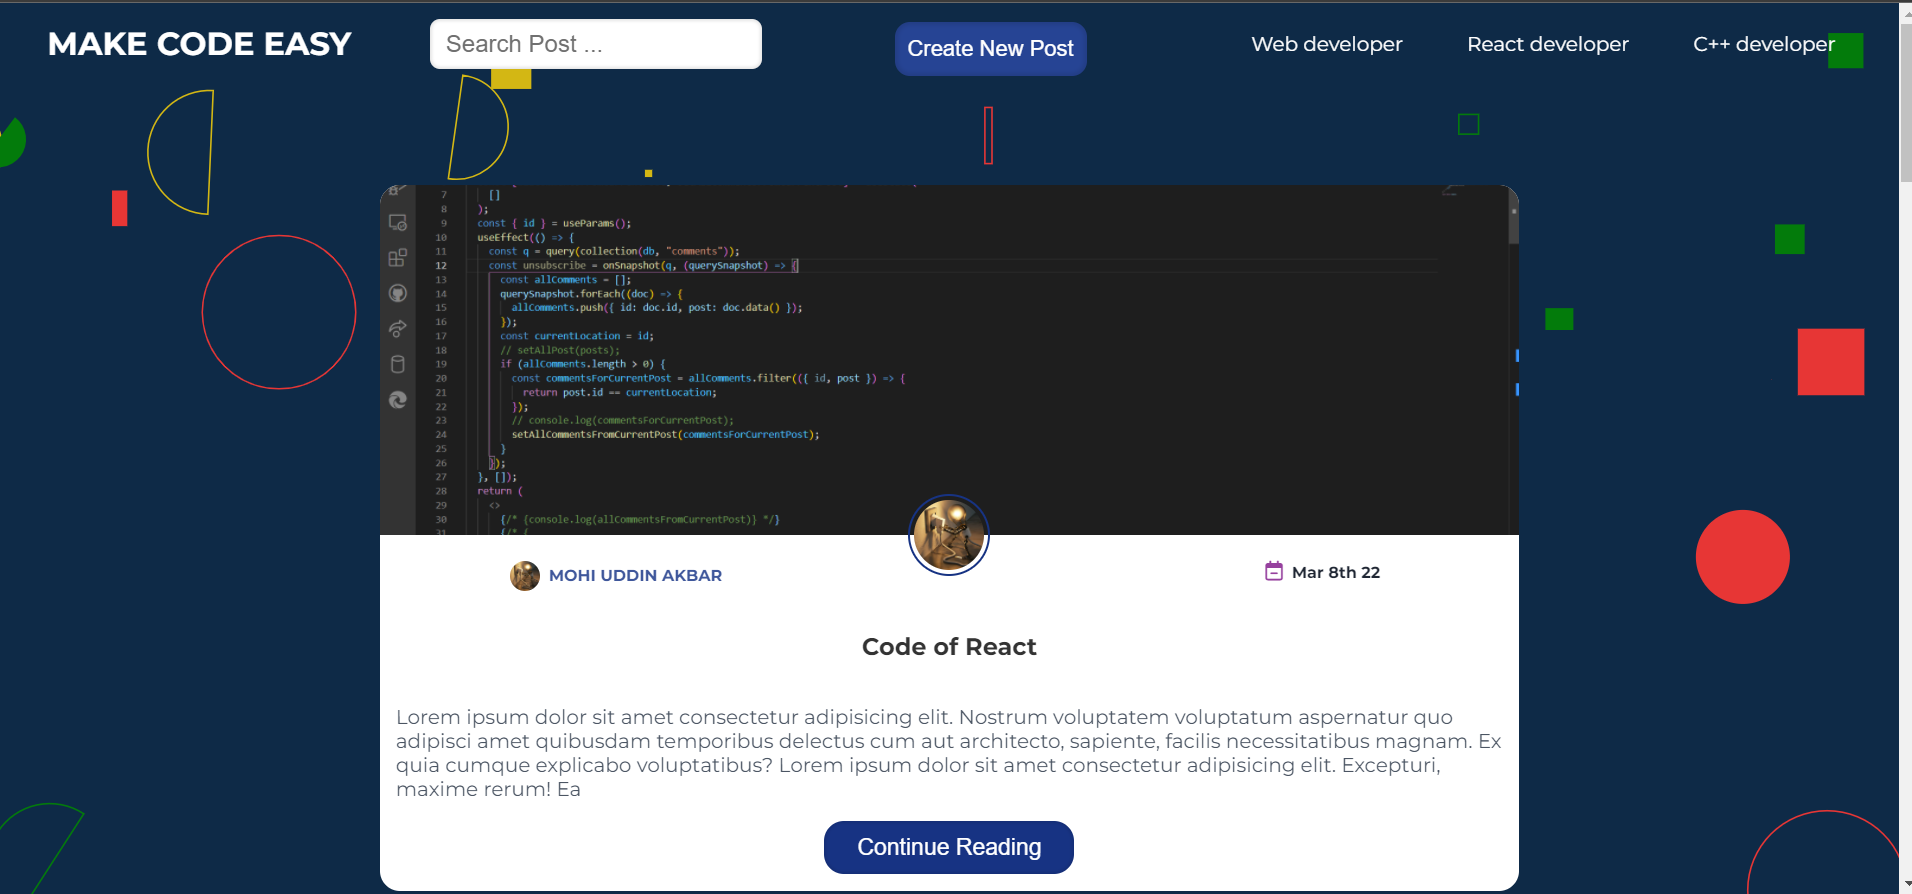 MAKE CODE EASY
Search Post ...
Create New Post
Web developer
React developer
C++ developer
7 []
8 );
9 const { id } = useParams();
10 useEffect(() => {
11 const q = query(collection(db, "comments"));
12 const unsubscribe = onSnapshot(q, (querySnapshot) => {
13 const allComments = [];
14 querySnapshot.forEach((doc) => {
15 allComments.push({ id: doc.id, post: doc.data() });
16 });
17 const currentLocation = id;
18 // setAllPost(posts);
19 if (allComments.length > 0) {
20 const commentsForCurrentPost = allComments.filter(({ id, post }) => {
21 return post.id == currentLocation;
22 });
23 // console.log(commentsForCurrentPost);
24 setAllCommentsFromCurrentPost(commentsForCurrentPost);
25 }
26 });
27 }, []);
28 return (
29 <>
30 {/* {console.log(allCommentsFromCurrentPost)} */}
31 {/* {
MOHI UDDIN AKBAR
Mar 8th 22
Code of React
Lorem ipsum dolor sit amet consectetur adipisicing elit. Nostrum voluptatem voluptatum aspernatur quo
adipisci amet quibusdam temporibus delectus cum aut architecto, sapiente, facilis necessitatibus magnam. Ex
quia cumque explicabo voluptatibus? Lorem ipsum dolor sit amet consectetur adipisicing elit. Excepturi,
maxime rerum! Ea
Continue Reading